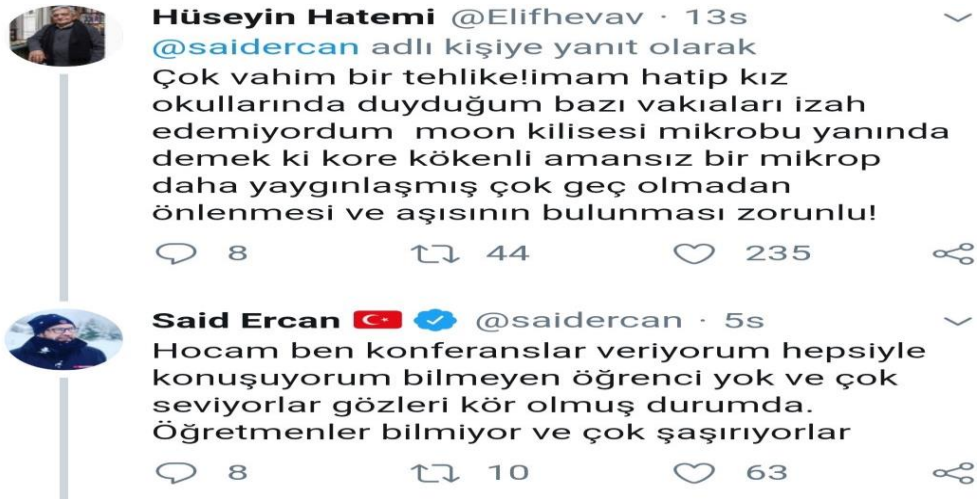 Hüseyin Hatemi @Elifhevav · 13s
@saidercan adlı kişiye yanıt olarak
Çok vahim bir tehlike!imam hatip kız
okullarında duyduğum bazı vakıaları izah
edemiyordum moon kilisesi mikrobu yanında
demek ki kore kökenli amansız bir mikrop
daha yaygınlaşmış çok geç olmadan
önlenmesi ve aşısının bulunması zorunlu!
8 44 235
Said Ercan @saidercan · 5s
Hocam ben konferanslar veriyorum hepsiyle
konuşuyorum bilmeyen öğrenci yok ve çok
seviyorlar gözleri kör olmuş durumda.
Öğretmenler bilmiyor ve çok şaşırıyorlar
8 10 63